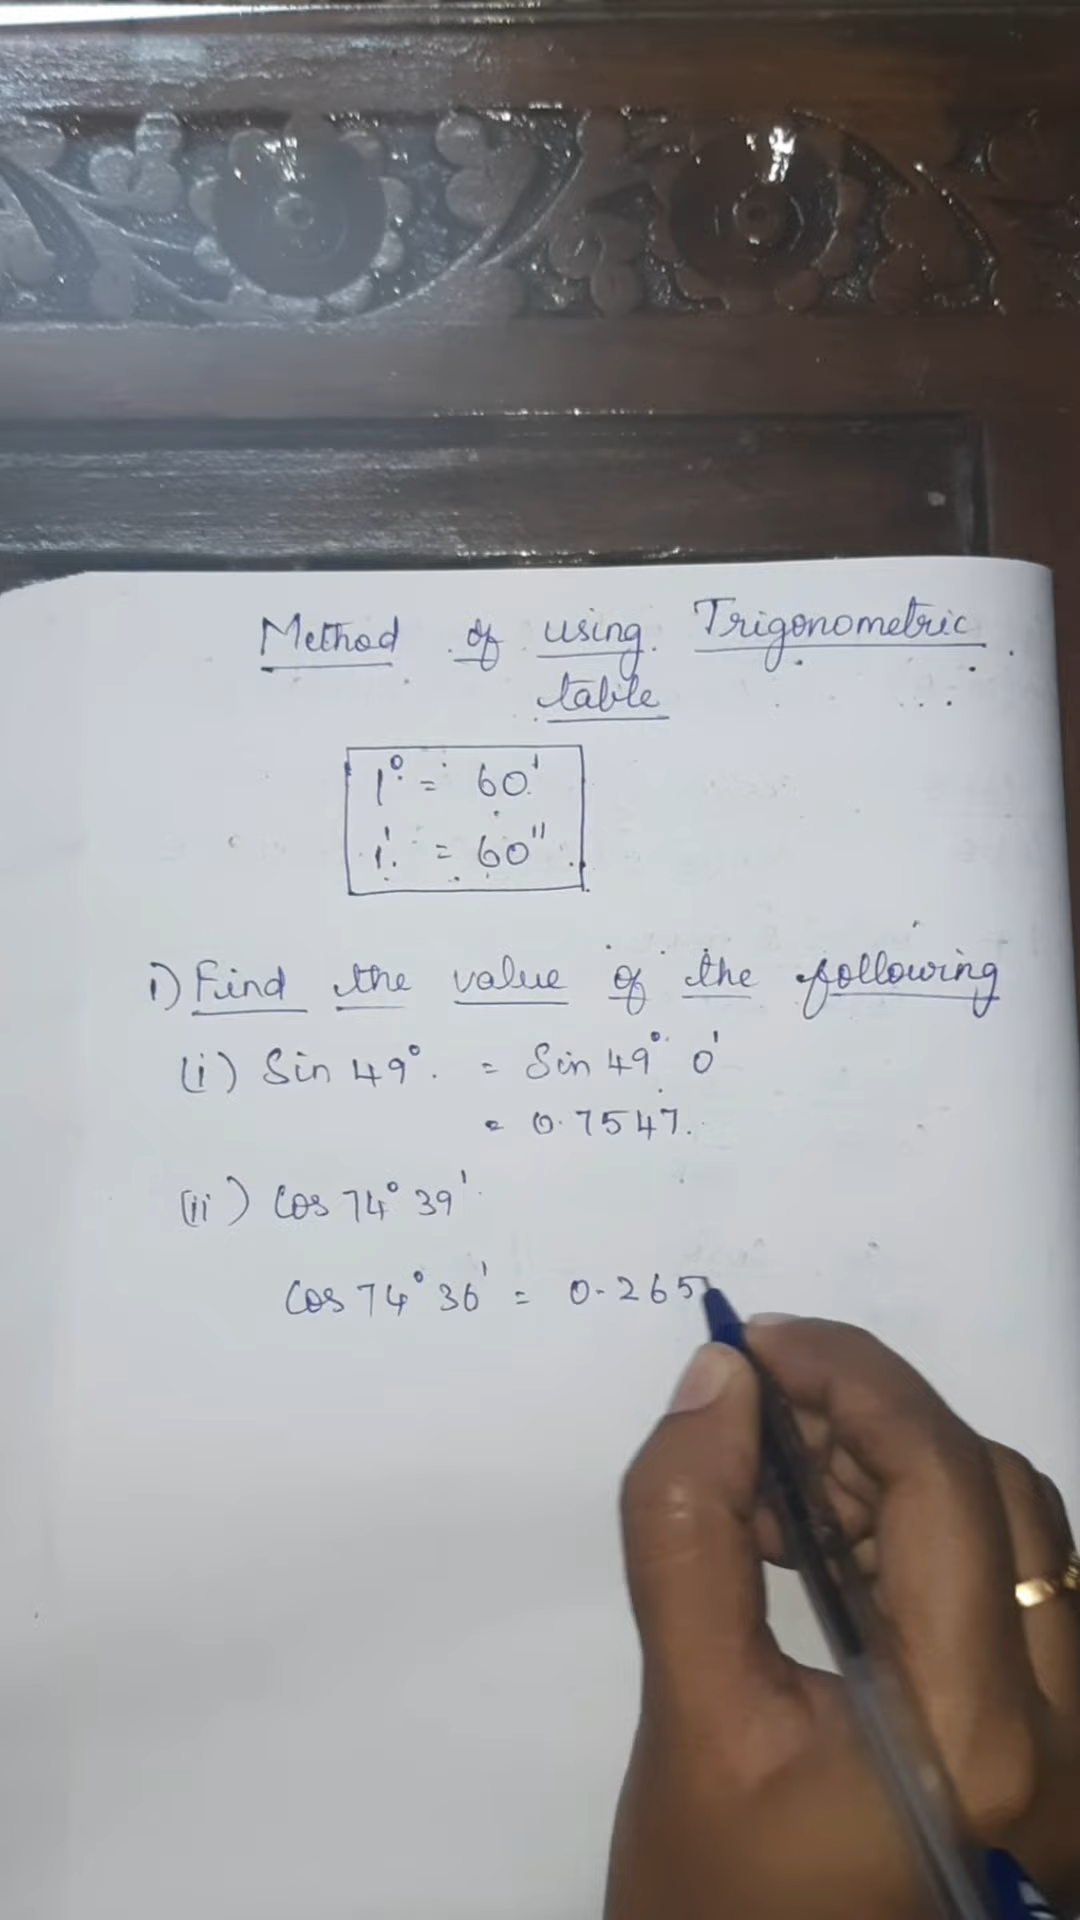 Method of using Trigonometric
table
1° = 60'
1' = 60"
1) Find the value of the following
(i) Sin 49° = Sin 49° 0'
= 0.7547.
(ii) Cos 74° 39'
Cos 74° 36' = 0.265